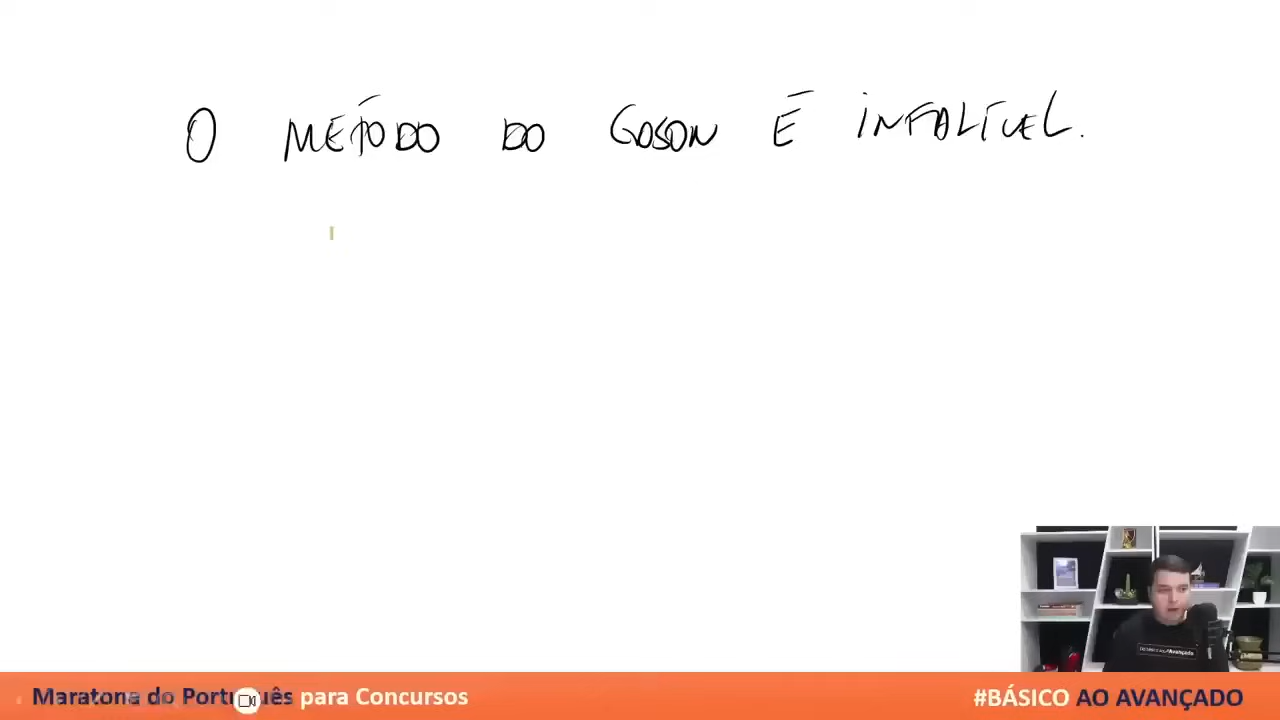 O MÉTODO DO GOSON É INFALÍVEL.
Maratona do Português para Concursos
#BÁSICO AO AVANÇADO